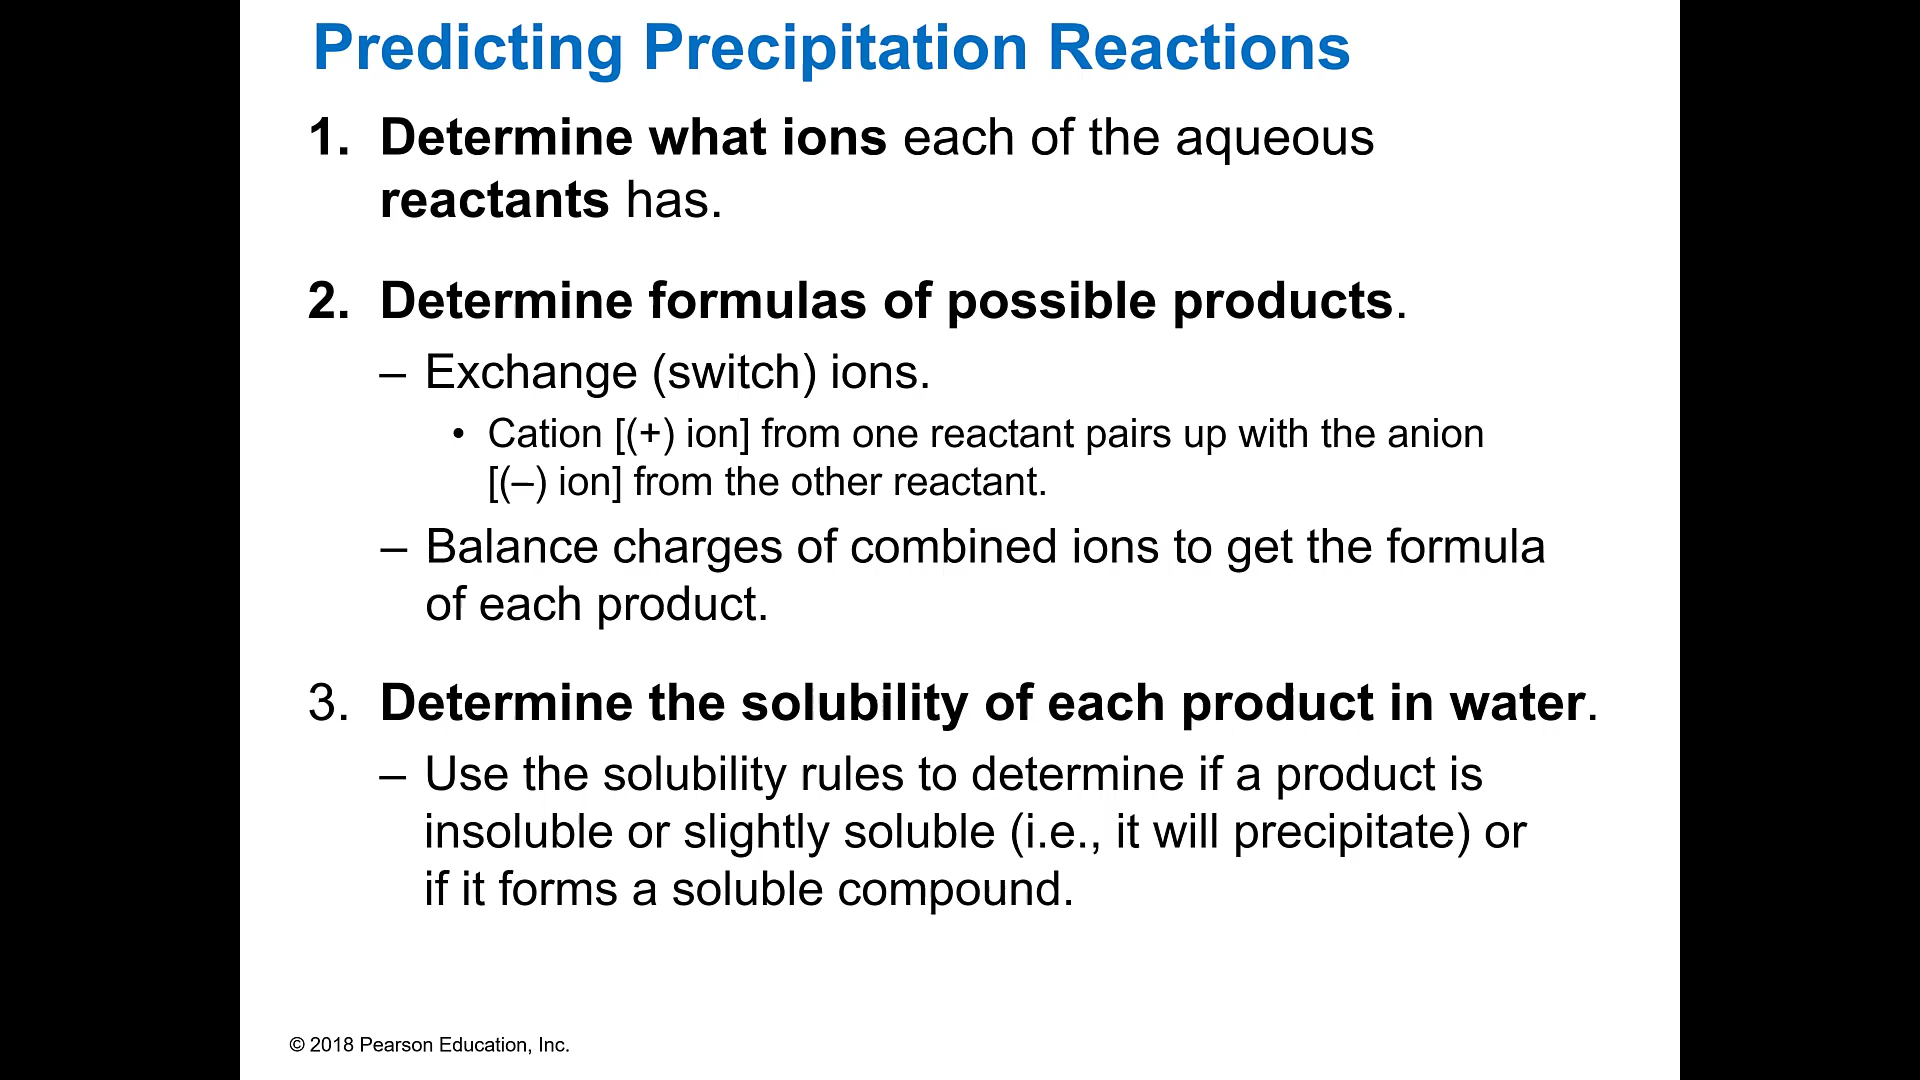 Predicting Precipitation Reactions
1. Determine what ions each of the aqueous
reactants has.
2. Determine formulas of possible products.
– Exchange (switch) ions.
• Cation [(+) ion] from one reactant pairs up with the anion
[(–) ion] from the other reactant.
– Balance charges of combined ions to get the formula
of each product.
3. Determine the solubility of each product in water.
– Use the solubility rules to determine if a product is
insoluble or slightly soluble (i.e., it will precipitate) or
if it forms a soluble compound.
© 2018 Pearson Education, Inc.